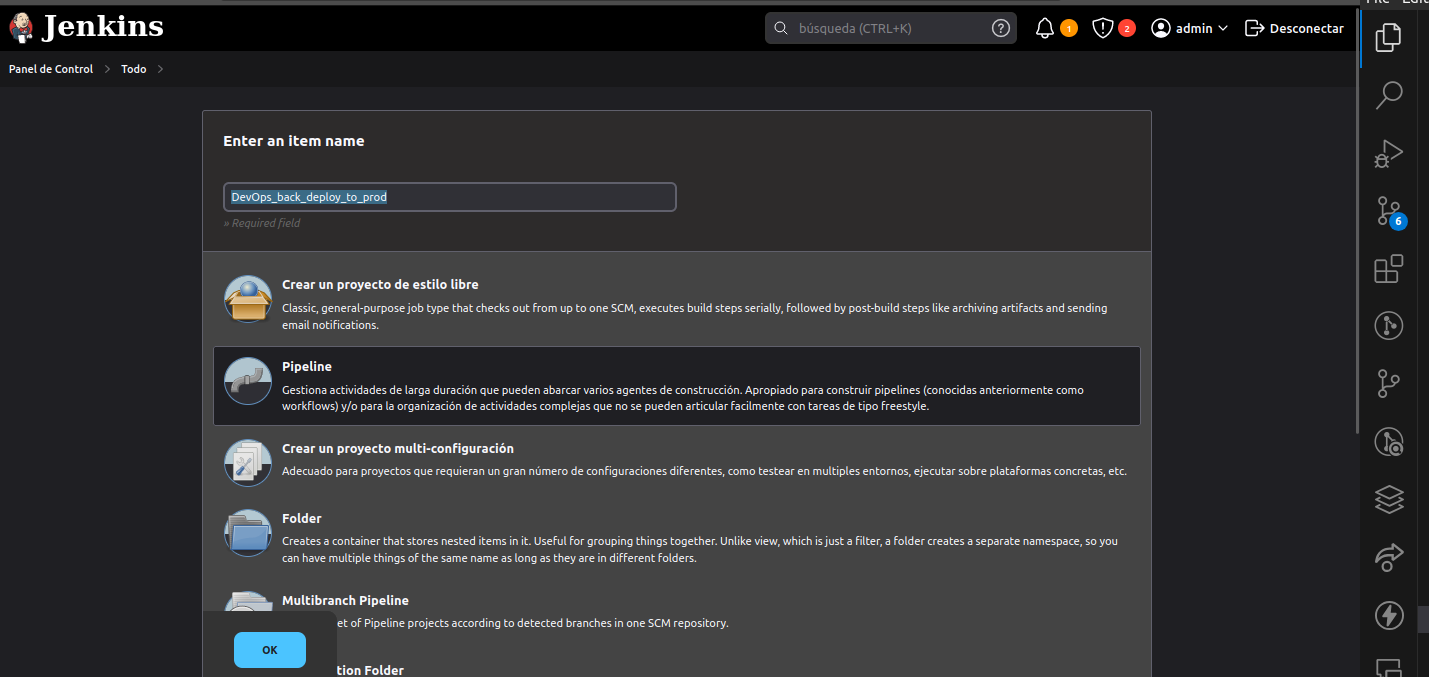 File Edit
Jenkins
búsqueda (CTRL+K)
1
2
admin
Desconectar
Panel de Control
Todo
Enter an item name
DevOps_back_deploy_to_prod
» Required field
Crear un proyecto de estilo libre
Classic, general-purpose job type that checks out from up to one SCM, executes build steps serially, followed by post-build steps like archiving artifacts and sending
email notifications.
Pipeline
Gestiona actividades de larga duración que pueden abarcar varios agentes de construcción. Apropiado para construir pipelines (conocidas anteriormente como
workflows) y/o para la organización de actividades complejas que no se pueden articular facilmente con tareas de tipo freestyle.
Crear un proyecto multi-configuración
Adecuado para proyectos que requieran un gran número de configuraciones diferentes, como testear en multiples entornos, ejecutar sobre plataformas concretas, etc.
Folder
Creates a container that stores nested items in it. Useful for grouping things together. Unlike view, which is just a filter, a folder creates a separate namespace, so you
can have multiple things of the same name as long as they are in different folders.
Multibranch Pipeline
et of Pipeline projects according to detected branches in one SCM repository.
OK
tion Folder
6